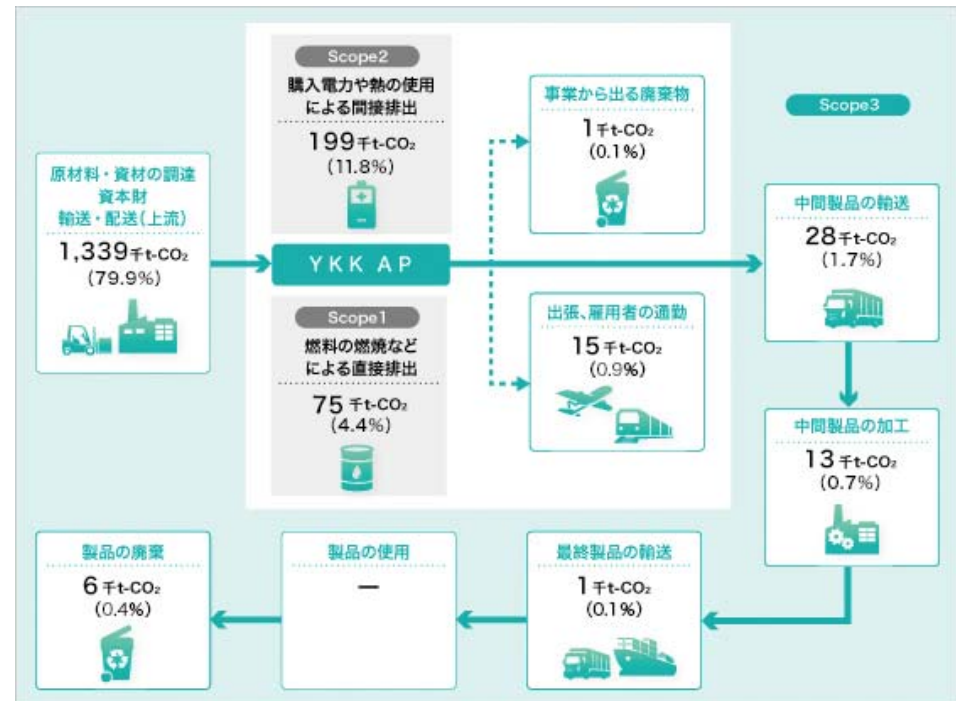 Scope2
購入電力や熱の使用
による間接排出
199千t-CO₂
(11.8%)
事業から出る廃棄物
1千t-CO₂
(0.1%)
Scope3
原材料・資材の調達
資本財
輸送・配送(上流)
1,339千t-CO₂
(79.9%)
YKK AP
中間製品の輸送
28千t-CO₂
(1.7%)
Scope1
燃料の燃焼など
による直接排出
75千t-CO₂
(4.4%)
出張、雇用者の通勤
15千t-CO₂
(0.9%)
中間製品の加工
13千t-CO₂
(0.7%)
製品の廃棄
6千t-CO₂
(0.4%)
製品の使用
ー
最終製品の輸送
1千t-CO₂
(0.1%)